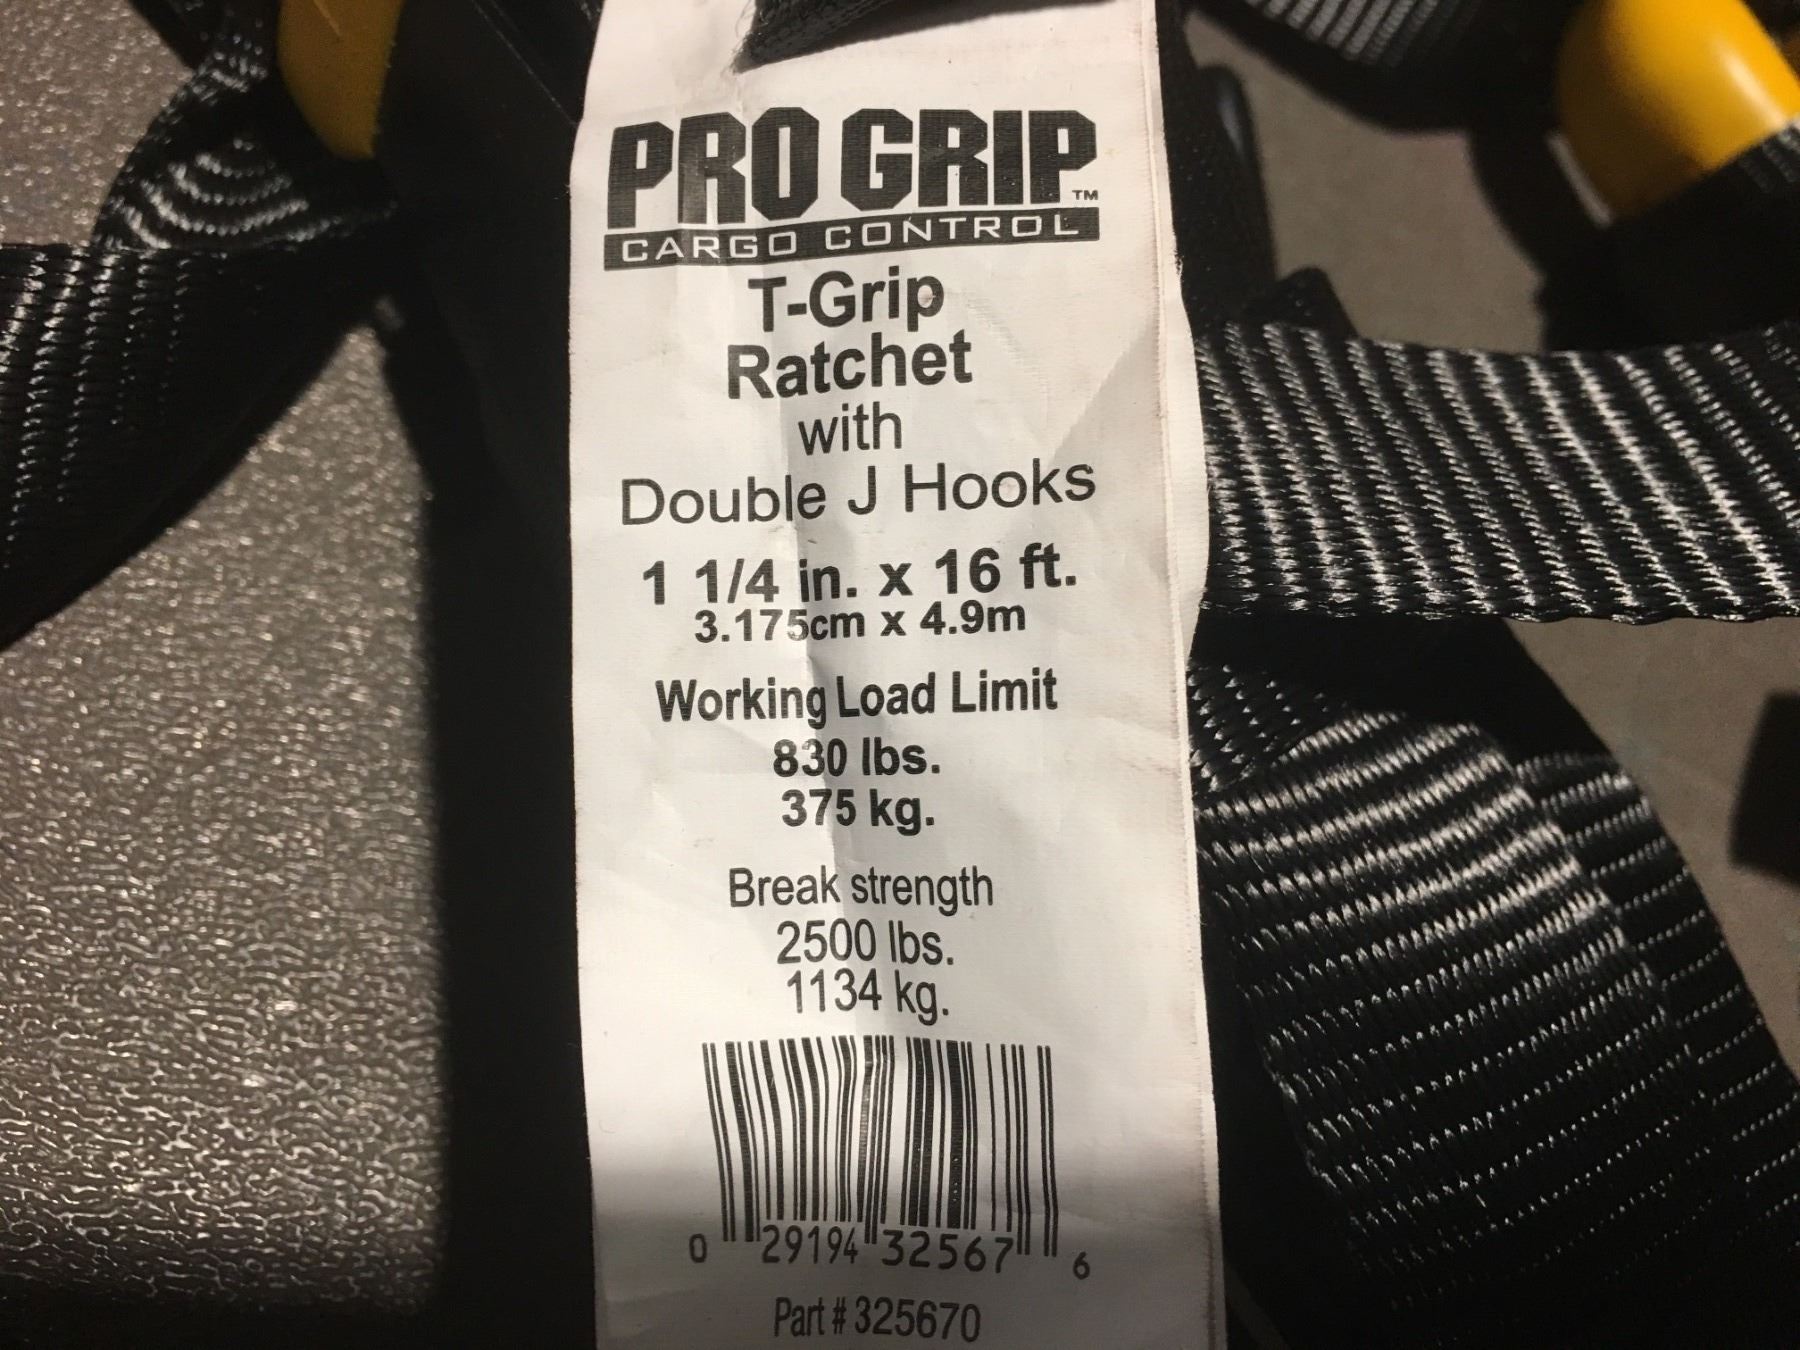 PRO GRIP™
CARGO CONTROL
T-Grip
Ratchet
with
Double J Hooks
1 1/4 in. x 16 ft.
3.175cm x 4.9m
Working Load Limit
830 lbs.
375 kg.
Break strength
2500 lbs.
1134 kg.
0 29194 32567 6
Part # 325670